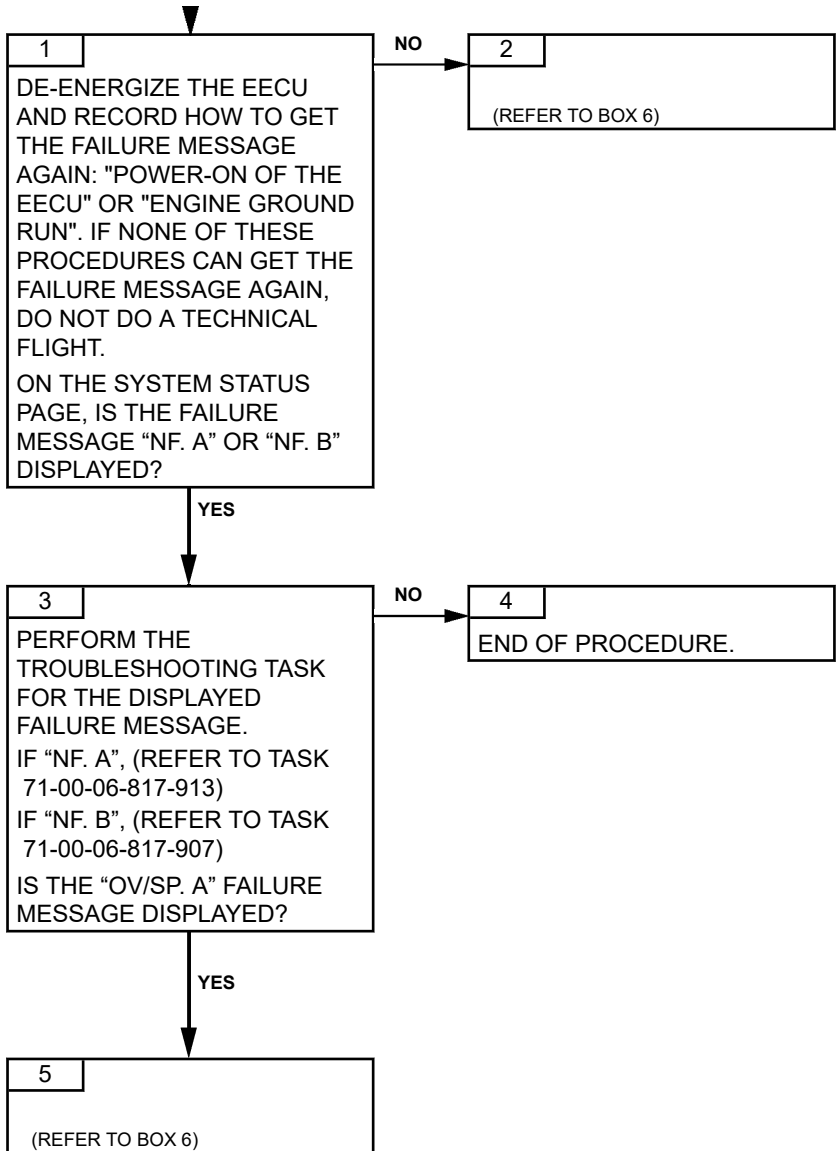 1
DE-ENERGIZE THE EECU
AND RECORD HOW TO GET
THE FAILURE MESSAGE
AGAIN: "POWER-ON OF THE
EECU" OR "ENGINE GROUND
RUN". IF NONE OF THESE
PROCEDURES CAN GET THE
FAILURE MESSAGE AGAIN,
DO NOT DO A TECHNICAL
FLIGHT.
ON THE SYSTEM STATUS
PAGE, IS THE FAILURE
MESSAGE “NF. A” OR “NF. B”
DISPLAYED?
NO
2
(REFER TO BOX 6)
YES
3
PERFORM THE
TROUBLESHOOTING TASK
FOR THE DISPLAYED
FAILURE MESSAGE.
IF “NF. A”, (REFER TO TASK
71-00-06-817-913)
IF “NF. B”, (REFER TO TASK
71-00-06-817-907)
IS THE “OV/SP. A” FAILURE
MESSAGE DISPLAYED?
NO
4
END OF PROCEDURE.
YES
5
(REFER TO BOX 6)